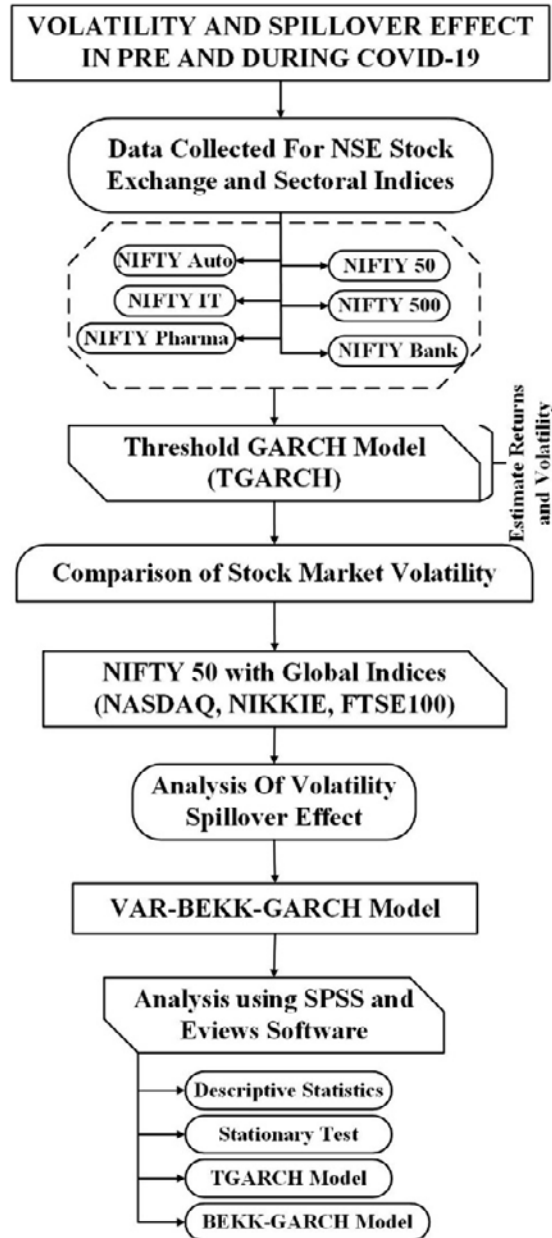 VOLATILITY AND SPILLOVER EFFECT
IN PRE AND DURING COVID-19
Data Collected For NSE Stock
Exchange and Sectoral Indices
NIFTY Auto
NIFTY 50
NIFTY IT
NIFTY 500
NIFTY Pharma
NIFTY Bank
Threshold GARCH Model
(TGARCH)
Estimate Returns
and Volatility
Comparison of Stock Market Volatility
NIFTY 50 with Global Indices
(NASDAQ, NIKKIE, FTSE100)
Analysis Of Volatility
Spillover Effect
VAR-BEKK-GARCH Model
Analysis using SPSS and
Eviews Software
Descriptive Statistics
Stationary Test
TGARCH Model
BEKK-GARCH Model